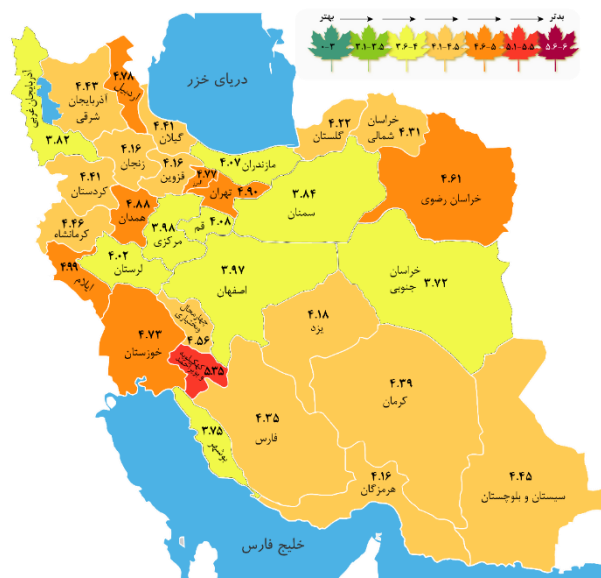 بهتر
بدتر
۰-۳
۳.۱-۳.۵
۳.۶-۴
۴.۱-۴.۵
۴.۶-۵
۵.۱-۵.۵
۵.۶-۶
دریای خزر
آذربایجان غربی
۳.۸۲
۴.۴۳
آذربایجان
شرقی
۴.۷۸
اردبیل
۴.۴۱
گیلان
۴.۱۶
زنجان
۴.۱۶
قزوین
۴.۷۷
البرز
۴.۹۰
تهران
مازندران ۴.۰۷
۴.۲۲
گلستان
خراسان
شمالی
۴.۳۱
۴.۶۱
خراسان رضوی
۳.۸۴
سمنان
۴.۴۱
کردستان
۴.۸۸
همدان
۴.۴۶
کرمانشاه
۳.۹۸
مرکزی
۴.۰۸
قم
۴.۰۲
لرستان
۴.۹۹
ایلام
۳.۹۷
اصفهان
خراسان
جنوبی
۳.۷۲
۴.۷۳
خوزستان
چهارمحال
وبختیاری
۴.۵۶
کهگیلویه
و بویراحمد
۵.۳۵
۴.۱۸
یزد
۴.۳۹
کرمان
۴.۳۵
فارس
۳.۷۵
بوشهر
۴.۱۶
هرمزگان
۴.۴۵
سیستان و بلوچستان
خلیج فارس